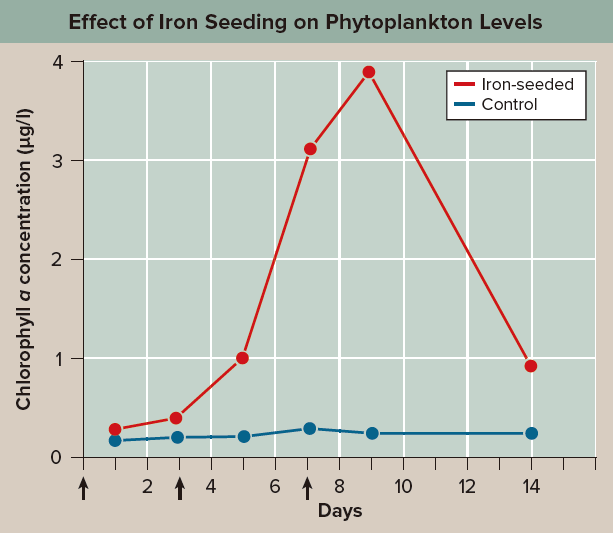 Effect of Iron Seeding on Phytoplankton Levels
Chlorophyll a concentration (µg/l)
4
3
2
1
0
Iron-seeded
Control
2 4 6 8 10 12 14
Days